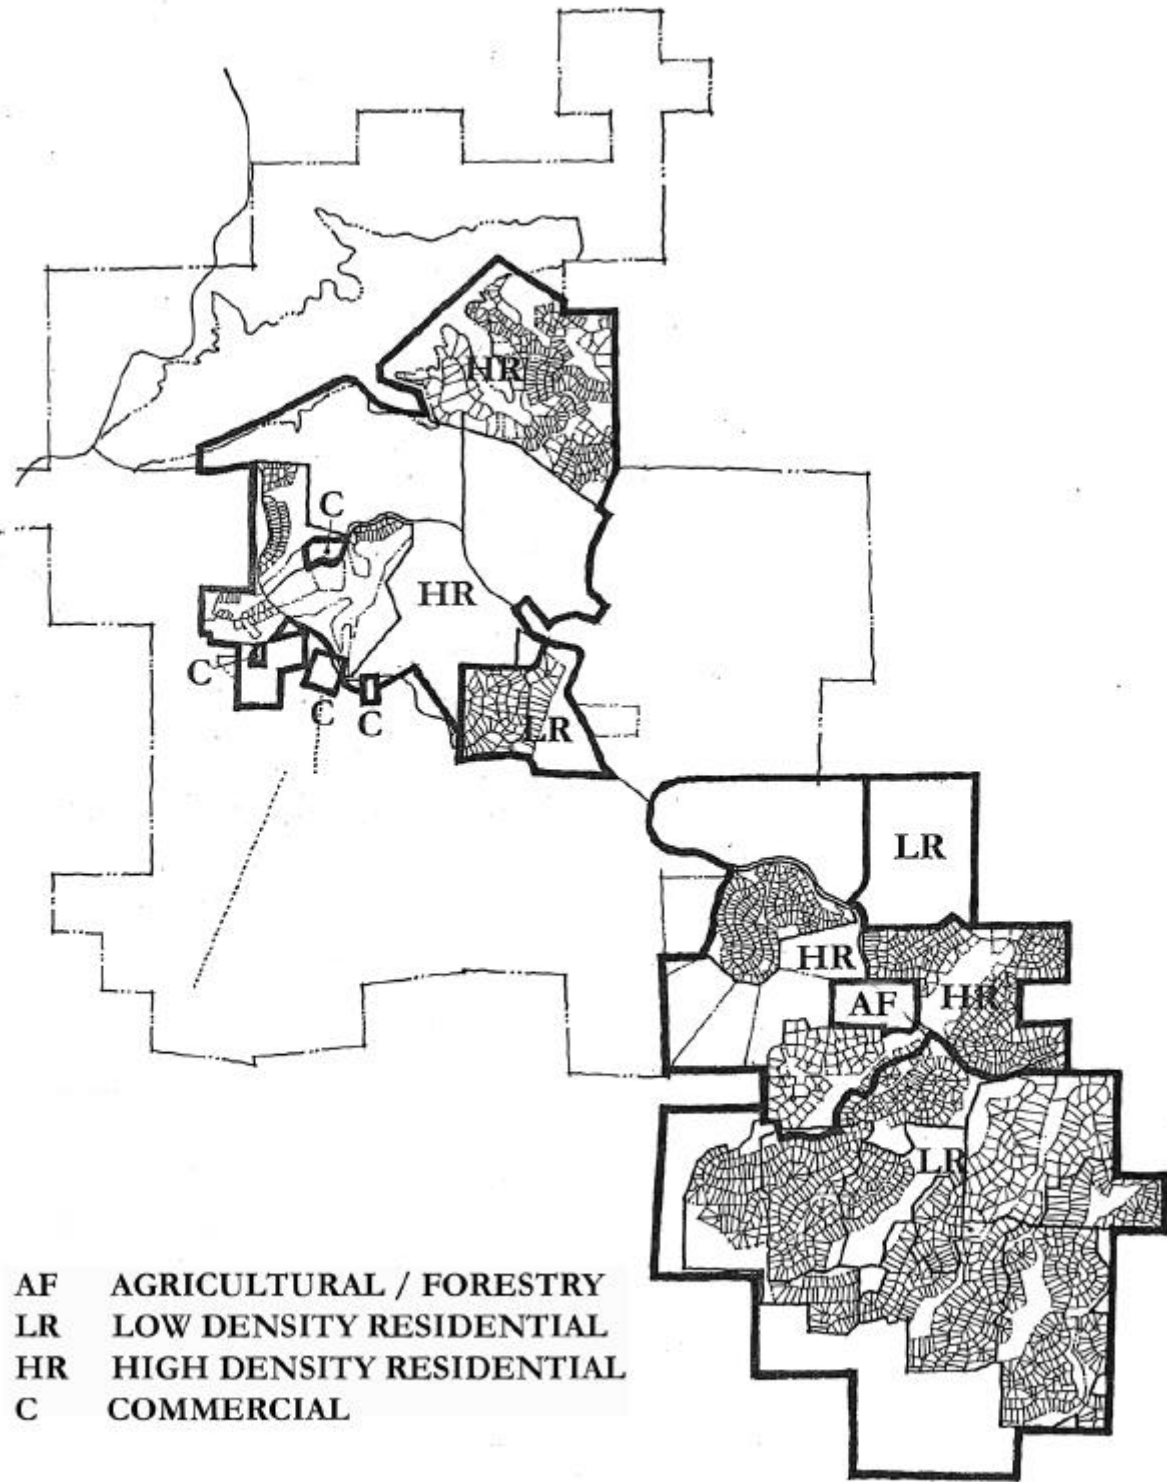 HR
C
HR
C
C
C
LR
LR
HR
AF
HR
LR
AF AGRICULTURAL / FORESTRY
LR LOW DENSITY RESIDENTIAL
HR HIGH DENSITY RESIDENTIAL
C COMMERCIAL